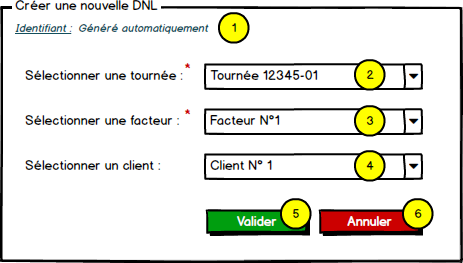 Créer une nouvelle DNL
Identifiant : Généré automatiquement 1
Sélectionner une tournée : * Tournée 12345-01 2
Sélectionner une facteur : * Facteur N°1 3
Sélectionner un client : Client N° 1 4
Valider 5 Annuler 6